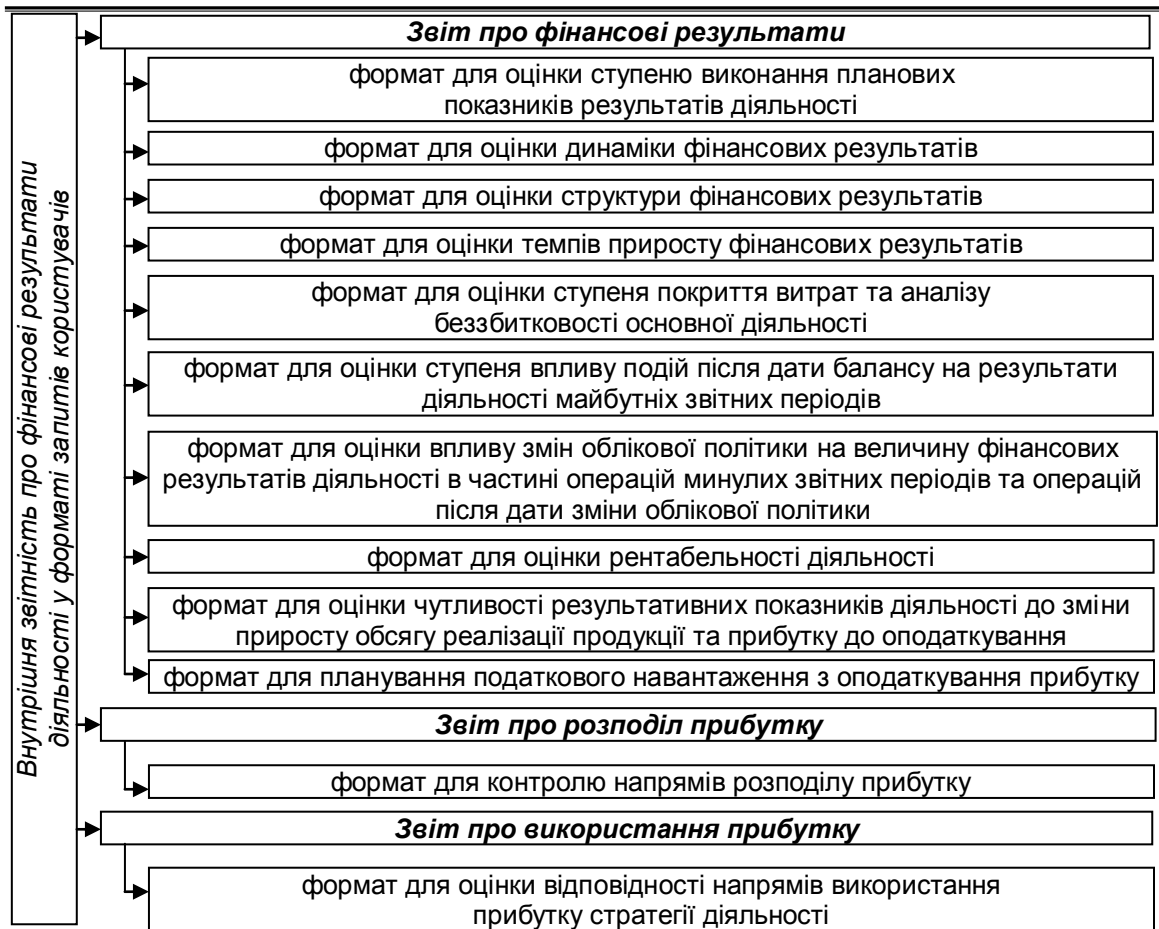 Внутрішня звітність про фінансові результати
діяльності у форматі запитів користувачів
Звіт про фінансові результати
формат для оцінки ступеню виконання планових
показників результатів діяльності
формат для оцінки динаміки фінансових результатів
формат для оцінки структури фінансових результатів
формат для оцінки темпів приросту фінансових результатів
формат для оцінки ступеня покриття витрат та аналізу
беззбитковості основної діяльності
формат для оцінки ступеня впливу подій після дати балансу на результати
діяльності майбутніх звітних періодів
формат для оцінки впливу змін облікової політики на величину фінансових
результатів діяльності в частині операцій минулих звітних періодів та операцій
після дати зміни облікової політики
формат для оцінки рентабельності діяльності
формат для оцінки чутливості результативних показників діяльності до зміни
приросту обсягу реалізації продукції та прибутку до оподаткування
формат для планування податкового навантаження з оподаткування прибутку
Звіт про розподіл прибутку
формат для контролю напрямів розподілу прибутку
Звіт про використання прибутку
формат для оцінки відповідності напрямів використання
прибутку стратегії діяльності